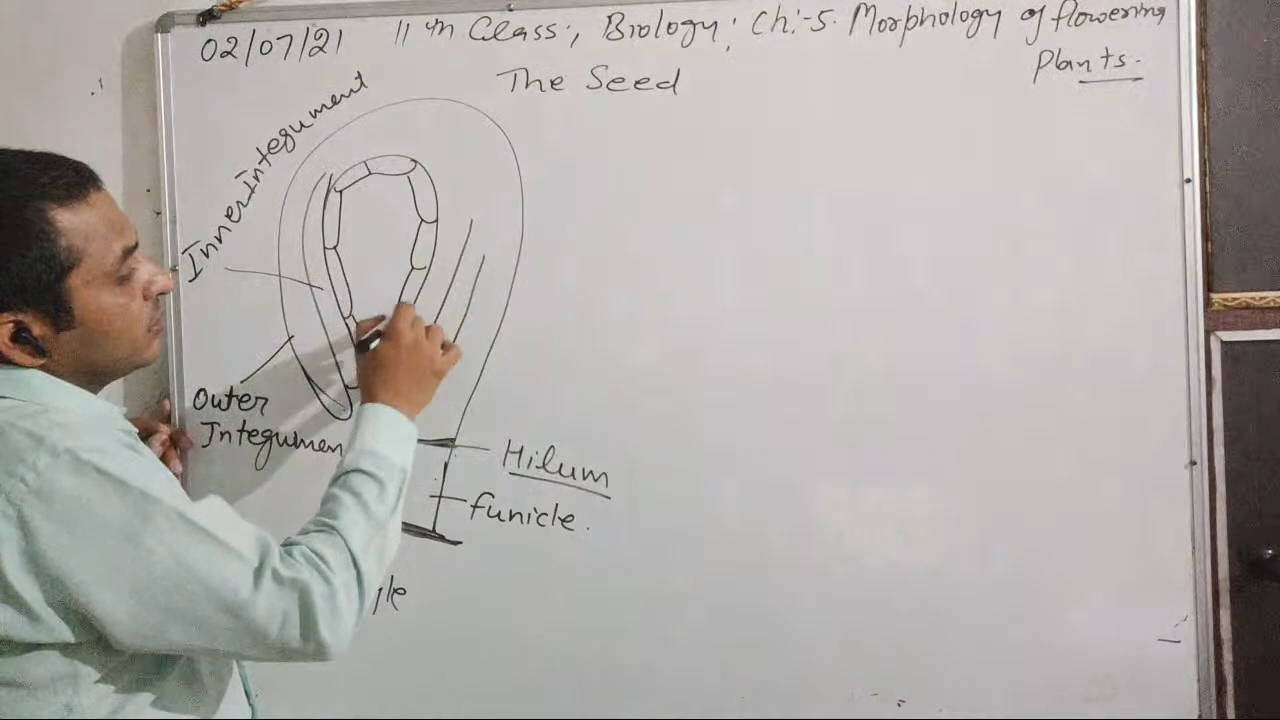 02/07/21 11th Class:, Biology; Ch:-5. Morphology of flowering
Plants.
The Seed
Inner Integument
Outer
Integumen
Hilum
funicle.